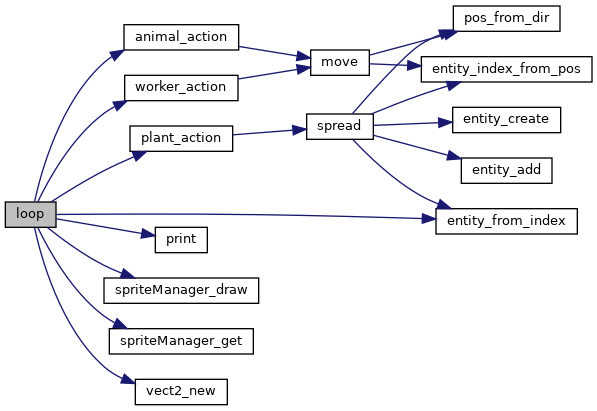 pos_from_dir
animal_action
move
entity_index_from_pos
worker_action
entity_create
spread
plant_action
entity_add
loop
entity_from_index
print
spriteManager_draw
spriteManager_get
vect2_new